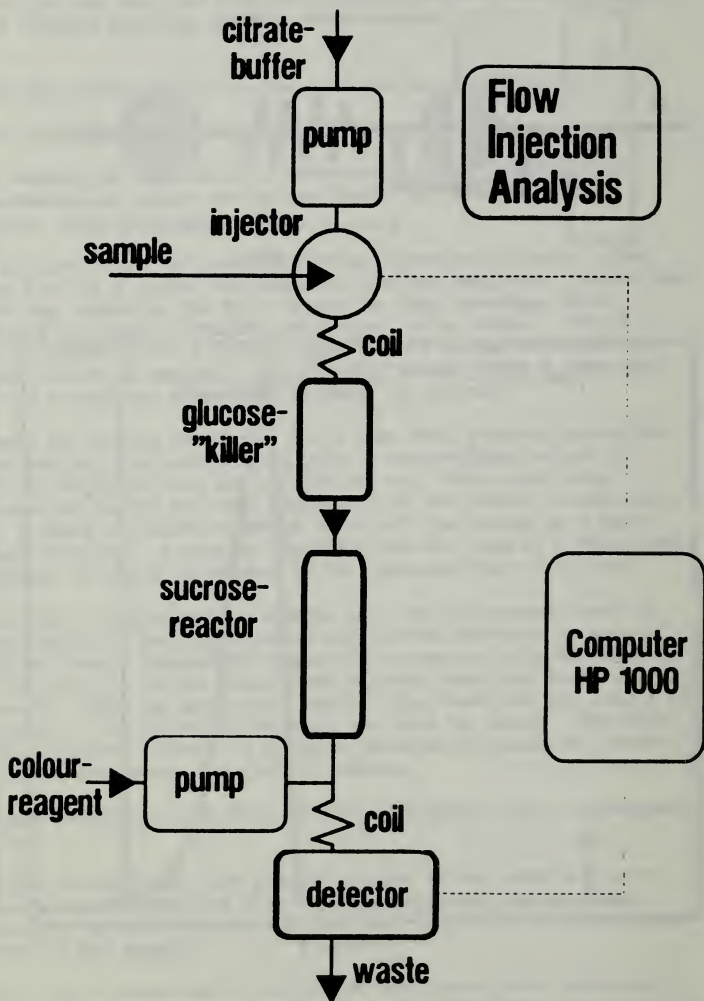 citrate-
buffer
pump
Flow
Injection
Analysis
injector
sample
coil
glucose-
"killer"
sucrose-
reactor
Computer
HP 1000
colour-
reagent
pump
coil
detector
waste